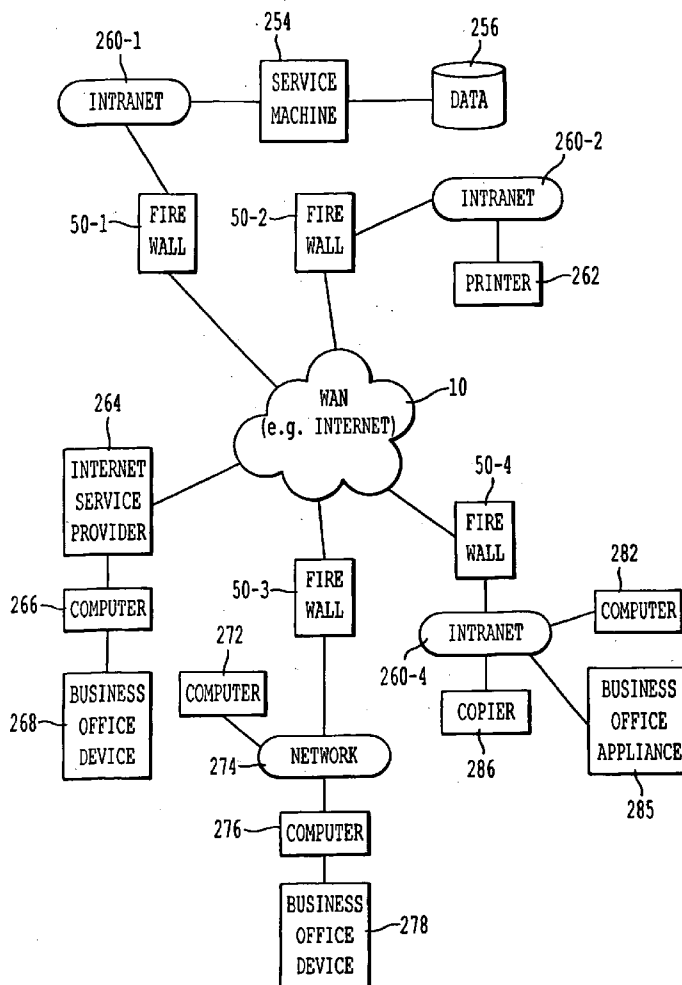 260-1
254
256
INTRANET
SERVICE
MACHINE
DATA
260-2
INTRANET
50-1
FIRE
WALL
50-2
FIRE
WALL
PRINTER
262
WAN
(e.g. INTERNET)
10
264
INTERNET
SERVICE
PROVIDER
50-4
FIRE
WALL
50-3
FIRE
WALL
282
COMPUTER
266
COMPUTER
272
COMPUTER
INTRANET
260-4
268
BUSINESS
OFFICE
DEVICE
COPIER
286
BUSINESS
OFFICE
APPLIANCE
285
274
NETWORK
276
COMPUTER
BUSINESS
OFFICE
DEVICE
278